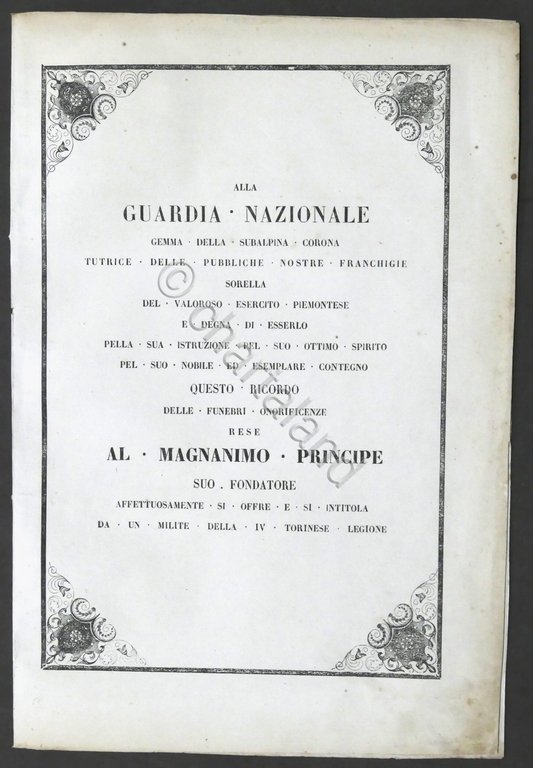 ALLA
GUARDIA · NAZIONALE
GEMMA · DELLA · SUBALPINA · CORONA
TUTRICE · DELLE · PUBBLICHE · NOSTRE · FRANCHIGIE
SORELLA
DEL · VALOROSO · ESERCITO · PIEMONTESE
E · DEGNA · DI · ESSERLO
PELLA · SUA · ISTRUZIONE · PEL · SUO · OTTIMO · SPIRITO
PEL · SUO · NOBILE · ED · ESEMPLARE · CONTEGNO
QUESTO · RICORDO
DELLE · FUNEBRI · ONORIFICENZE
RESE
AL · MAGNANIMO · PRINCIPE
SUO . FONDATORE
AFFETTUOSAMENTE · SI · OFFRE · E · SI · INTITOLA
DA · UN · MILITE · DELLA · IV · TORINESE · LEGIONE
© chartaland